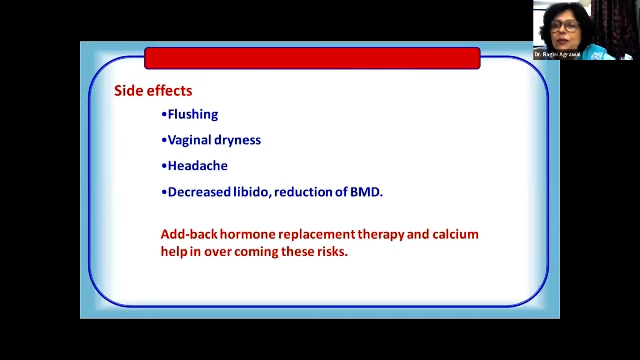 Dr. Ragini Agrawal
Side effects
•Flushing
•Vaginal dryness
•Headache
•Decreased libido, reduction of BMD.
Add-back hormone replacement therapy and calcium
help in over coming these risks.